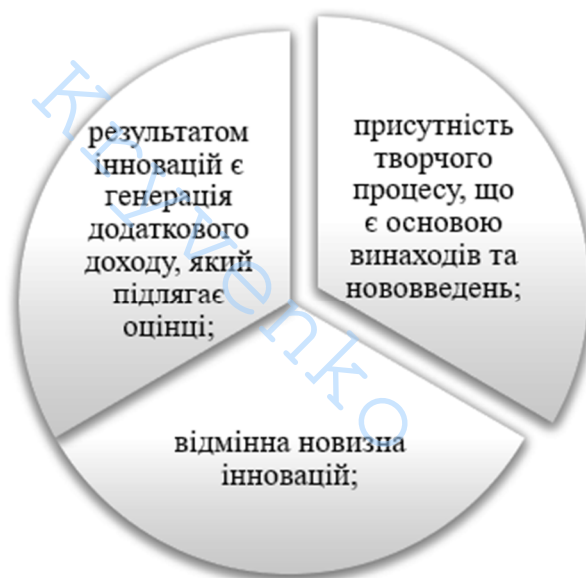 результатом
інновацій є
генерація
додаткового
доходу, який
підлягає
оцінці;
присутність
творчого
процесу, що
є основою
винаходів та
нововведень;
відмінна новизна
інновацій;
kryvenko